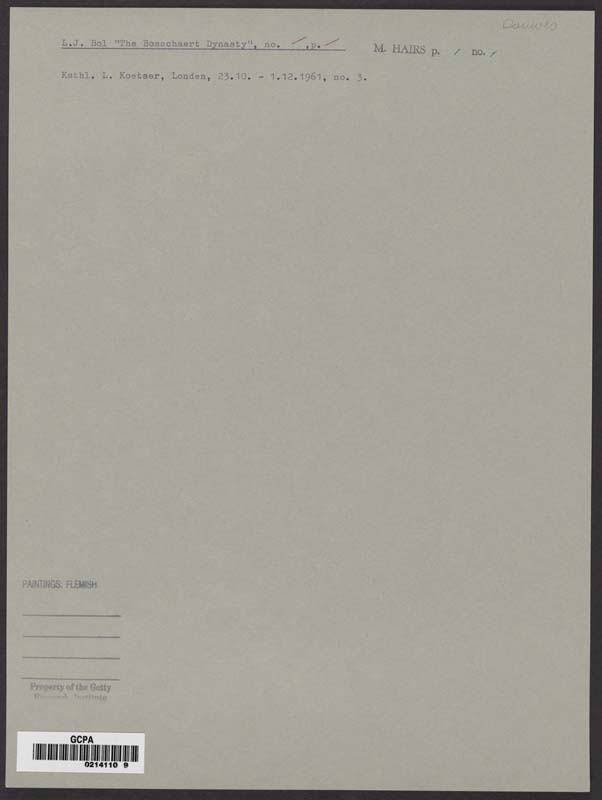 L.J. Bol "The Bosschaert Dynasty", no. / ,p. /
M. HAIRS p. / no. /
Kathl. L. Koetser, Londen, 23.10. - 1.12.1961, no. 3.
PAINTINGS: FLEMISH
Property of the Getty
Research Institute
GCPA
0214110 9